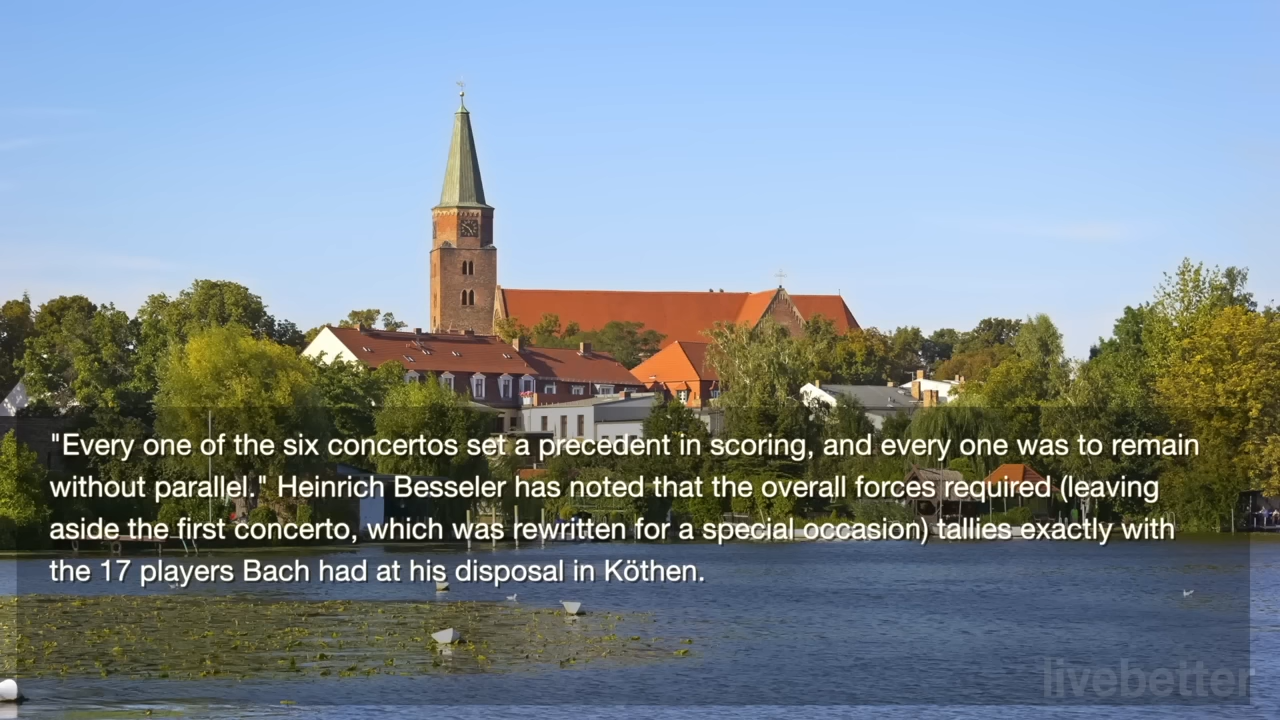 "Every one of the six concertos set a precedent in scoring, and every one was to remain
without parallel." Heinrich Besseler has noted that the overall forces required (leaving
aside the first concerto, which was rewritten for a special occasion) tallies exactly with
the 17 players Bach had at his disposal in Köthen.
livebetter